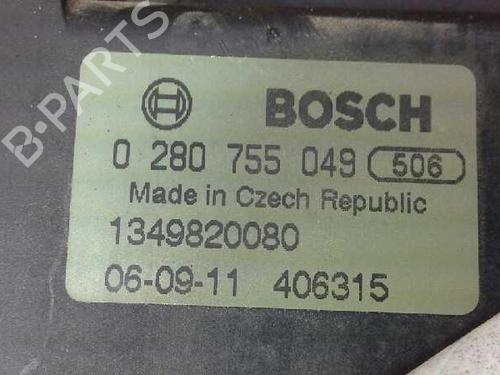 B-PARTS
BOSCH
0 280 755 049 506
Made in Czech Republic
1349820080
06-09-11 406315